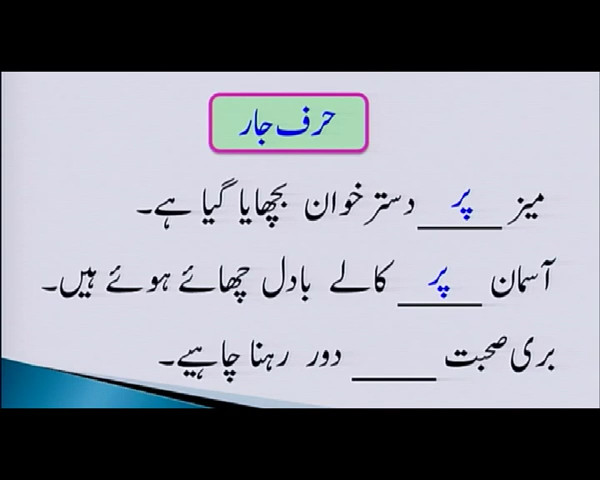 حرف جار
میز پر دستر خوان بچھایا گیا ہے۔
آسمان پر کالے بادل چھائے ہوئے ہیں۔
بری صحبت ____ دور رہنا چاہیے۔